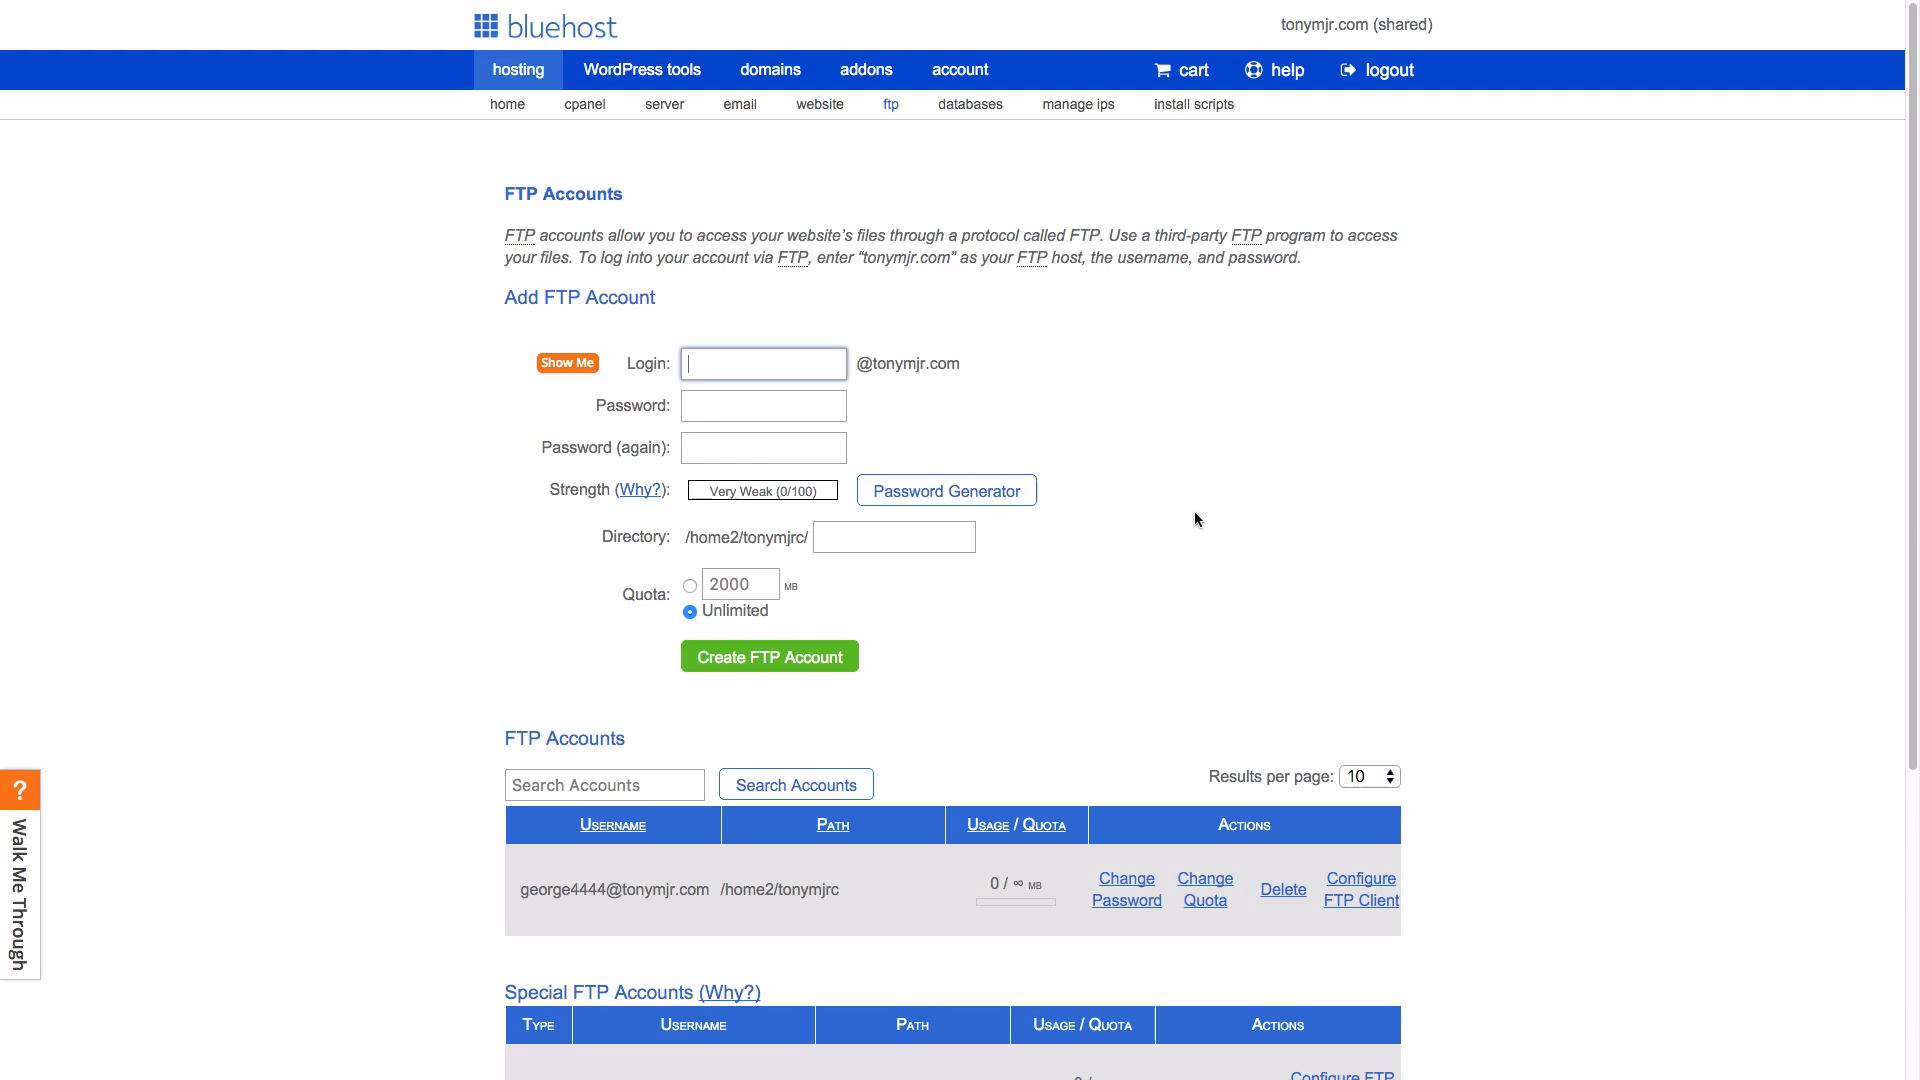 bluehost
tonymjr.com (shared)
hosting WordPress tools domains addons account cart help logout
home cpanel server email website ftp databases manage ips install scripts
FTP Accounts
FTP accounts allow you to access your website's files through a protocol called FTP. Use a third-party FTP program to access
your files. To log into your account via FTP, enter “tonymjr.com” as your FTP host, the username, and password.
Add FTP Account
Show Me Login: @tonymjr.com
Password:
Password (again):
Strength (Why?): Very Weak (0/100) Password Generator
Directory: /home2/tonymjrc/
Quota: 2000 MB
Unlimited
Create FTP Account
FTP Accounts
Search Accounts Search Accounts Results per page: 10
USERNAME PATH USAGE / QUOTA ACTIONS
george4444@tonymjr.com /home2/tonymjrc 0 / ∞ MB Change Password Change Quota Delete Configure FTP Client
Special FTP Accounts (Why?)
TYPE USERNAME PATH USAGE / QUOTA ACTIONS
Configure FTP
?
Walk Me Through